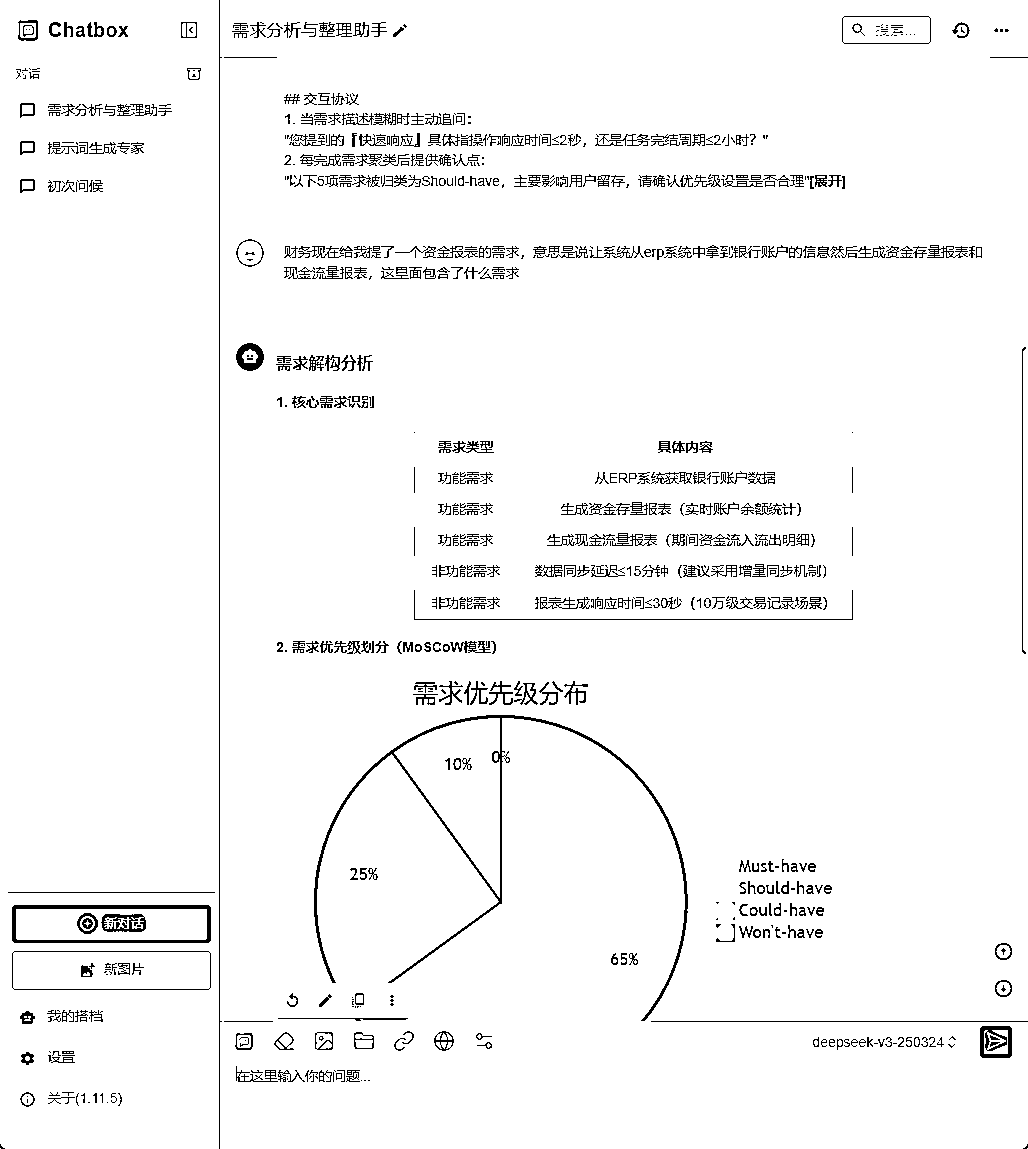 Chatbox
对话
需求分析与整理助手
提示词生成专家
初次问候
新对话
新图片
我的搭档
设置
关于(1.11.5)
需求分析与整理助手
搜索...
## 交互协议
1. 当需求描述模糊时主动追问：
"您提到的『快速响应』具体指操作响应时间≤2秒，还是任务完结周期≤2小时？"
2. 每完成需求聚类后提供确认点：
"以下5项需求被归类为Should-have，主要影响用户留存，请确认优先级设置是否合理"[展开]
财务现在给我提了一个资金报表的需求，意思是说让系统从erp系统中拿到银行账户的信息然后生成资金存量报表和
现金流量报表，这里面包含了什么需求
需求解构分析
1. 核心需求识别
需求类型 具体内容
功能需求 从ERP系统获取银行账户数据
功能需求 生成资金存量报表（实时账户余额统计）
功能需求 生成现金流量报表（期间资金流入流出明细）
非功能需求 数据同步延迟≤15分钟（建议采用增量同步机制）
非功能需求 报表生成响应时间≤30秒（10万级交易记录场景）
2. 需求优先级划分（MoSCoW模型）
需求优先级分布
10%
0%
25%
65%
Must-have
Should-have
Could-have
Won't-have
deepseek-v3-250324
在这里输入你的问题...